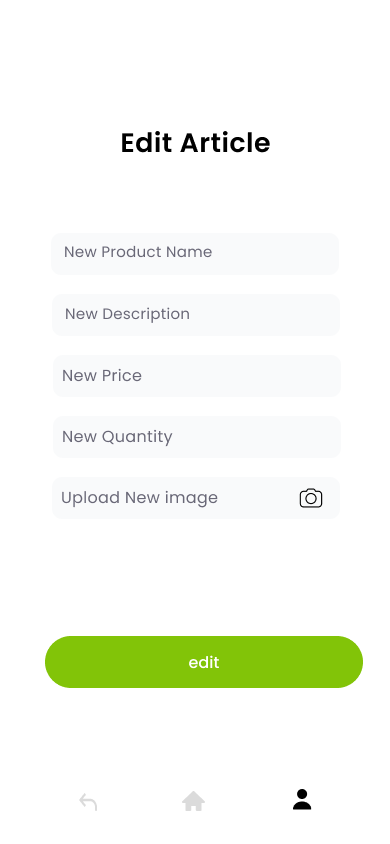 Edit Article
New Product Name
New Description
New Price
New Quantity
Upload New image
edit